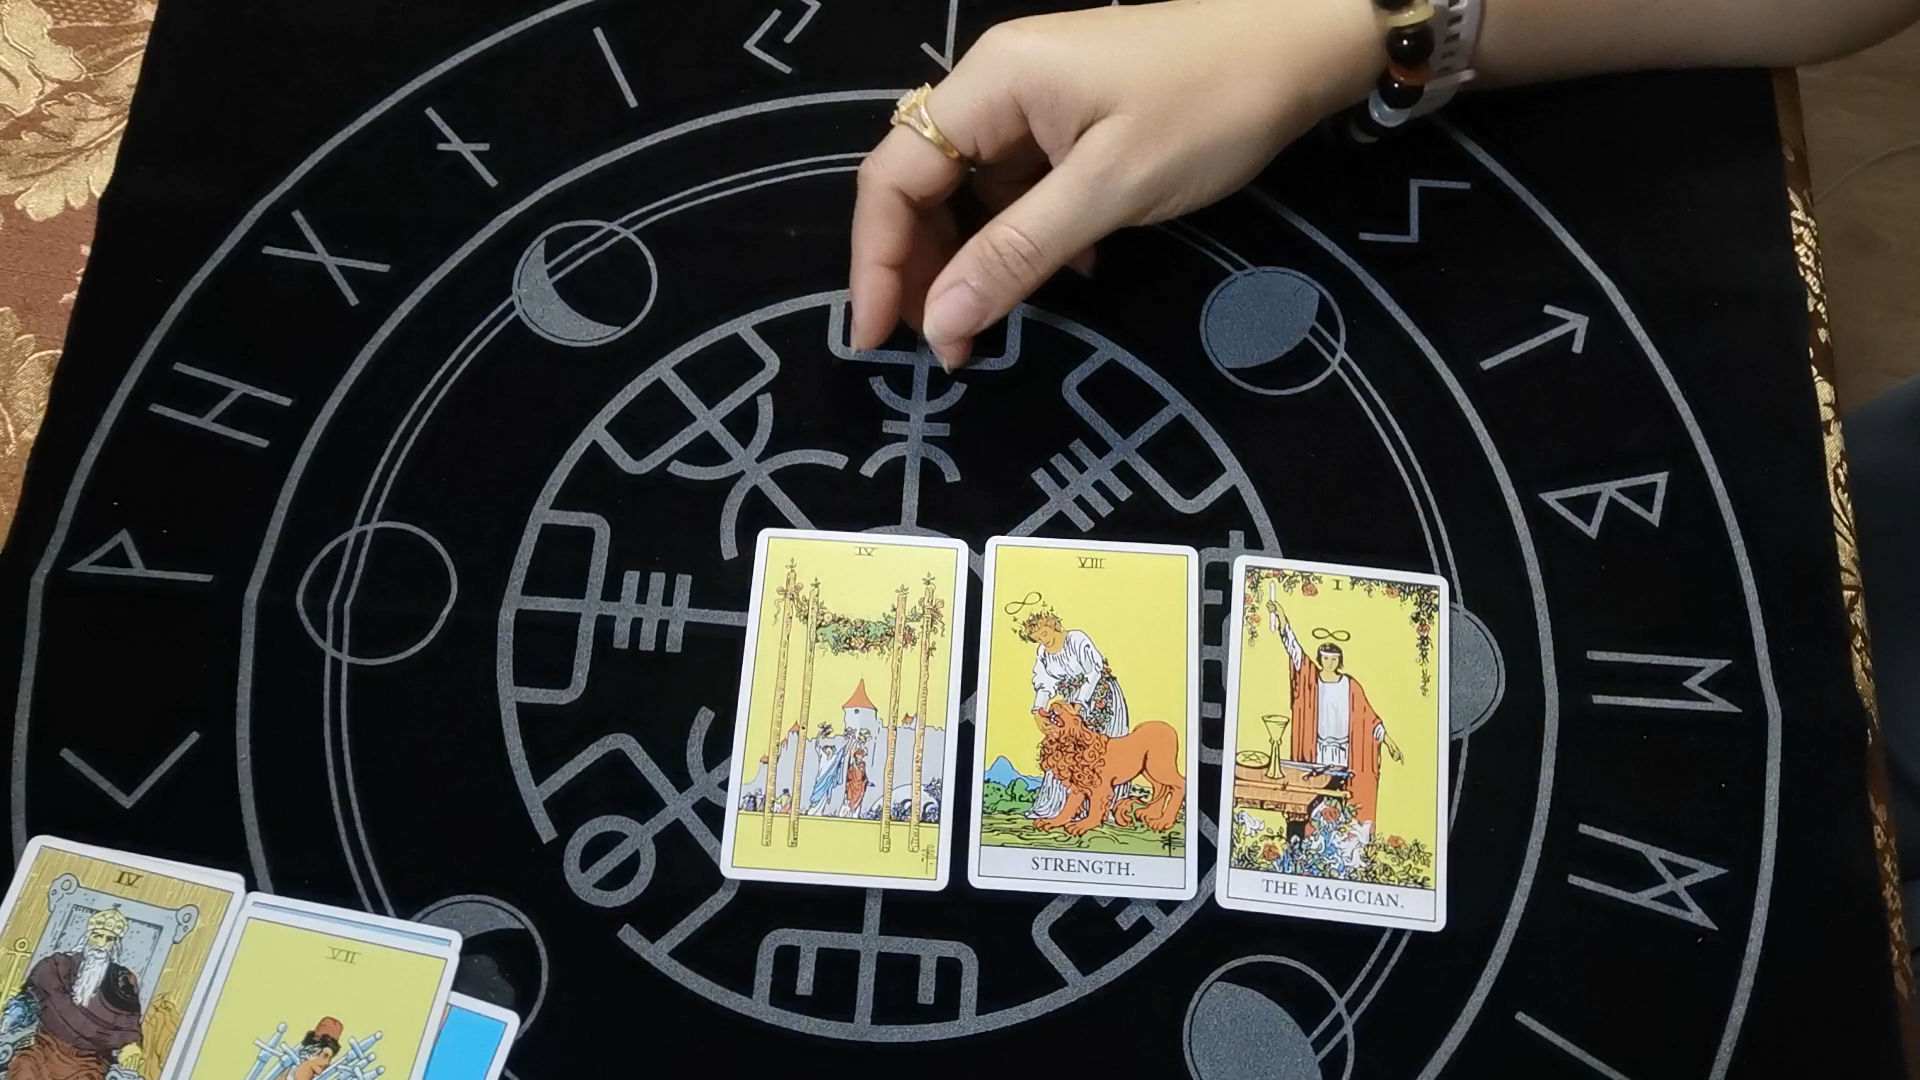 IV
VIII
I
STRENGTH.
THE MAGICIAN.
IV
VII